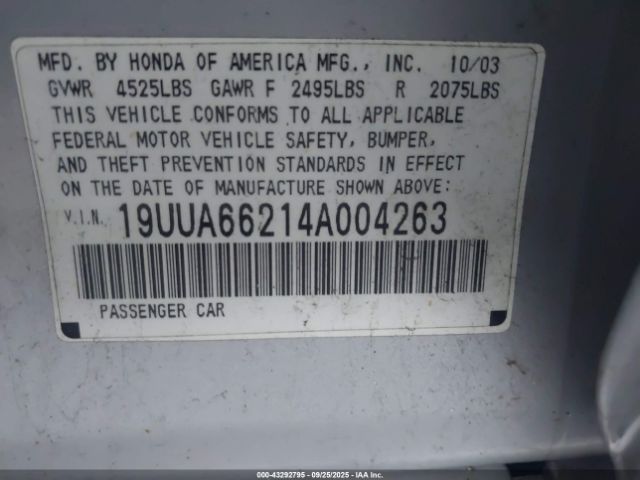 MFD. BY HONDA OF AMERICA MFG., INC. 10/03
GVWR 4525LBS GAWR F 2495LBS R 2075LBS
THIS VEHICLE CONFORMS TO ALL APPLICABLE
FEDERAL MOTOR VEHICLE SAFETY, BUMPER,
AND THEFT PREVENTION STANDARDS IN EFFECT
ON THE DATE OF MANUFACTURE SHOWN ABOVE:
V.I.N. 19UUA66214A004263
PASSENGER CAR
000-43292795 - 09/25/2025 - IAA Inc.